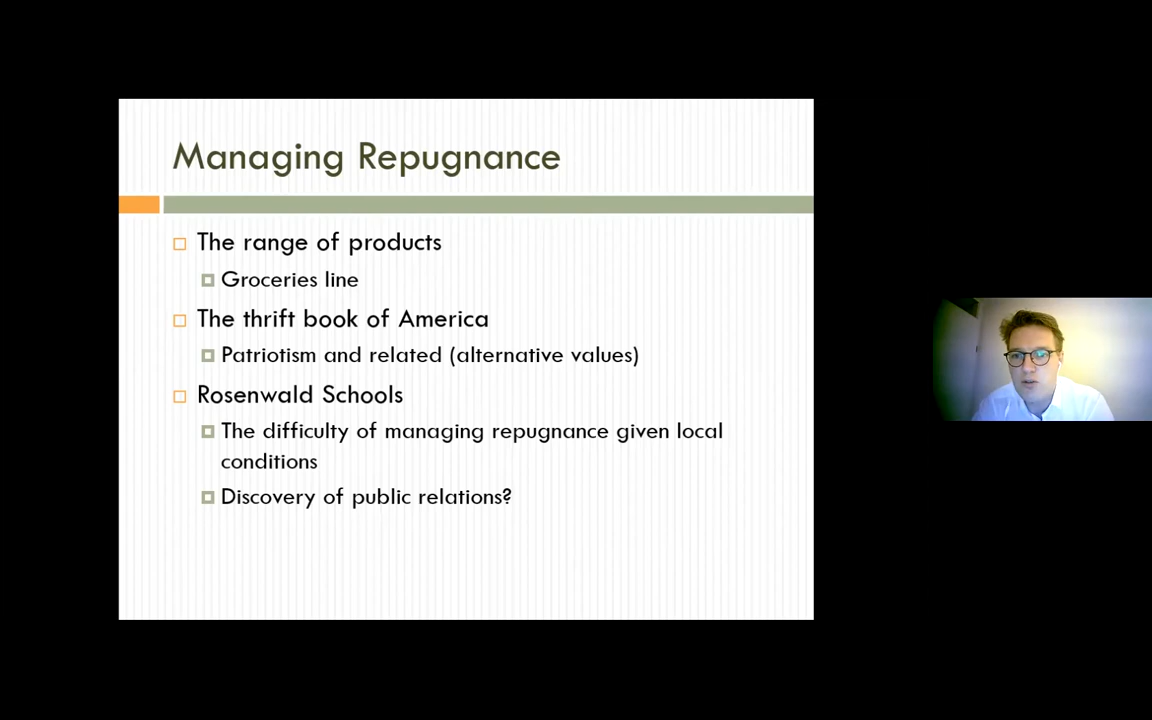 Managing Repugnance
The range of products
Groceries line
The thrift book of America
Patriotism and related (alternative values)
Rosenwald Schools
The difficulty of managing repugnance given local
conditions
Discovery of public relations?